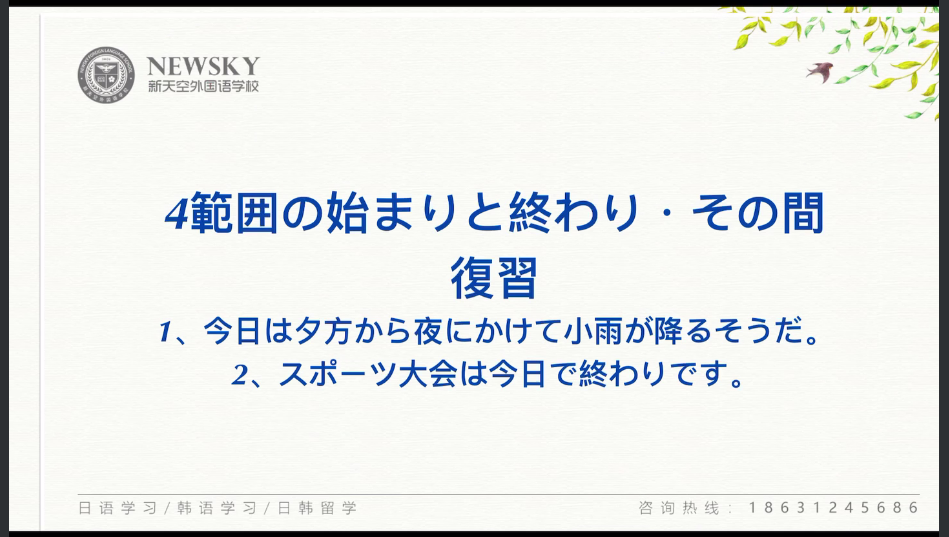 NEWSKY
新天空外国语学校
4範囲の始まりと終わり・その間
復習
1、今日は夕方から夜にかけて小雨が降るそうだ。
2、スポーツ大会は今日で終わりです。
日语学习/韩语学习/日韩留学
咨询热线：18631245686